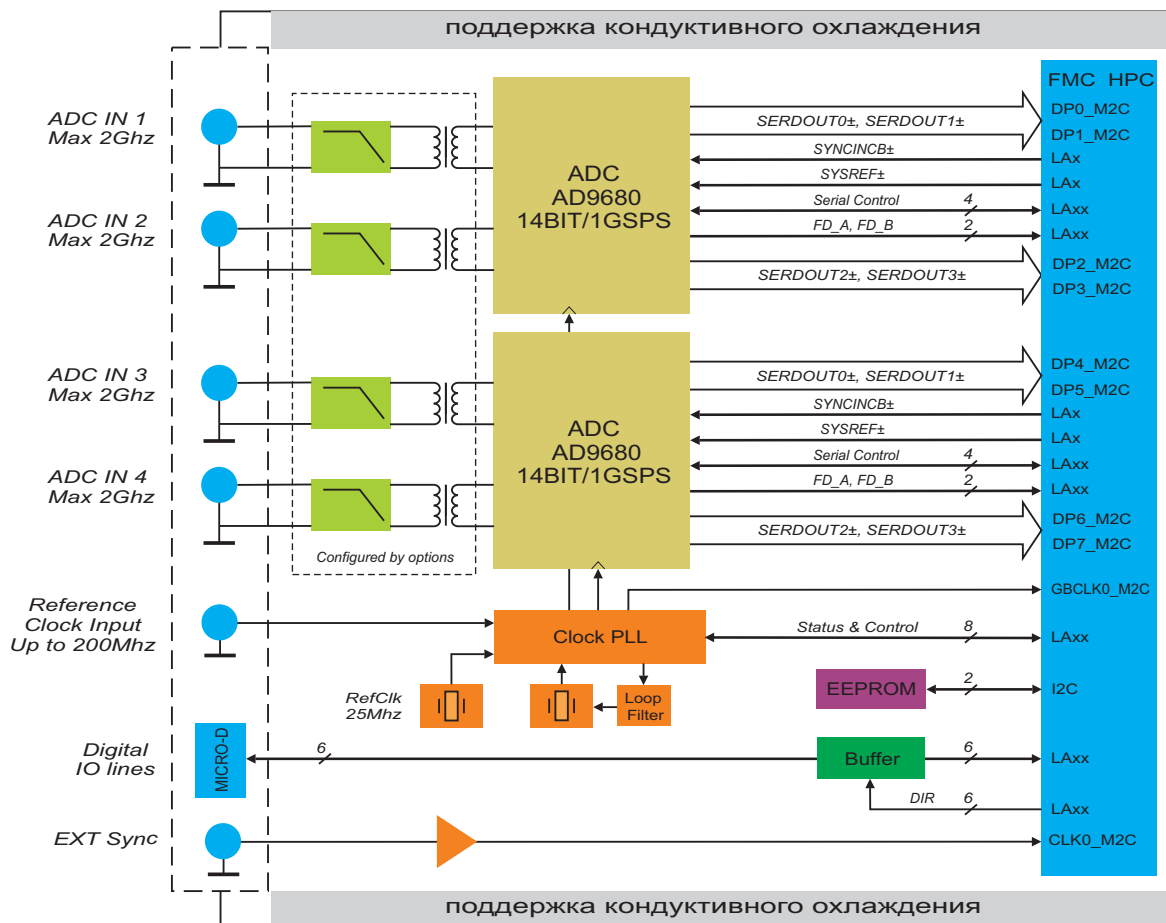 поддержка кондуктивного охлаждения
FMC HPC
ADC IN 1
Max 2Ghz
ADC
AD9680
14BIT/1GSPS
SERDOUT0±, SERDOUT1±
DP0_M2C
DP1_M2C
SYNCINCB±
LAx
SYSREF±
LAx
Serial Control
4
LAxx
ADC IN 2
Max 2Ghz
FD_A, FD_B
2
LAxx
SERDOUT2±, SERDOUT3±
DP2_M2C
DP3_M2C
ADC IN 3
Max 2Ghz
ADC
AD9680
14BIT/1GSPS
SERDOUT0±, SERDOUT1±
DP4_M2C
DP5_M2C
SYNCINCB±
LAx
SYSREF±
LAx
Serial Control
4
LAxx
ADC IN 4
Max 2Ghz
FD_A, FD_B
2
LAxx
SERDOUT2±, SERDOUT3±
DP6_M2C
DP7_M2C
Configured by options
GBCLK0_M2C
Reference
Clock Input
Up to 200Mhz
Clock PLL
Status & Control
8
LAxx
RefClk
25Mhz
Loop
Filter
EEPROM
2
I2C
Digital
IO lines
MICRO-D
6
Buffer
6
LAxx
DIR
6
LAxx
EXT Sync
CLK0_M2C
поддержка кондуктивного охлаждения